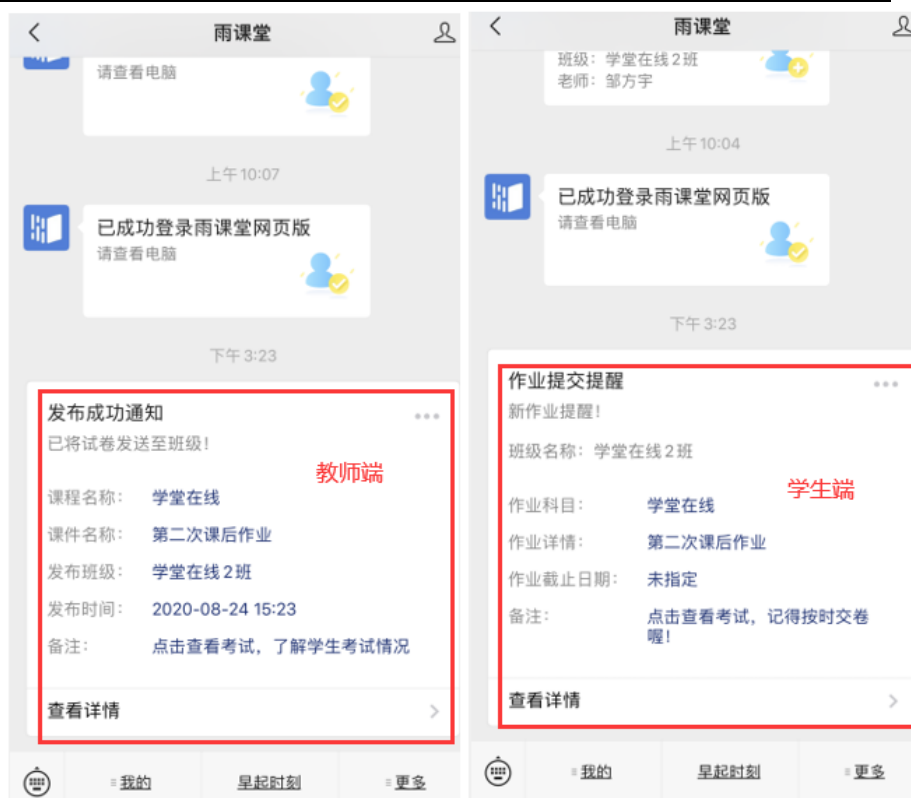 雨课堂
请查看电脑
上午 10:07
已成功登录雨课堂网页版
请查看电脑
下午 3:23
发布成功通知
已将试卷发送至班级!
教师端
课程名称: 学堂在线
课件名称: 第二次课后作业
发布班级: 学堂在线2班
发布时间: 2020-08-24 15:23
备注: 点击查看考试，了解学生考试情况
查看详情
我的 早起时刻 更多
雨课堂
班级: 学堂在线2班
老师: 邹方宇
上午 10:04
已成功登录雨课堂网页版
请查看电脑
下午 3:23
作业提交提醒
新作业提醒!
班级名称: 学堂在线2班
学生端
作业科目: 学堂在线
作业详情: 第二次课后作业
作业截止日期: 未指定
备注: 点击查看考试，记得按时交卷
喔!
查看详情
我的 早起时刻 更多